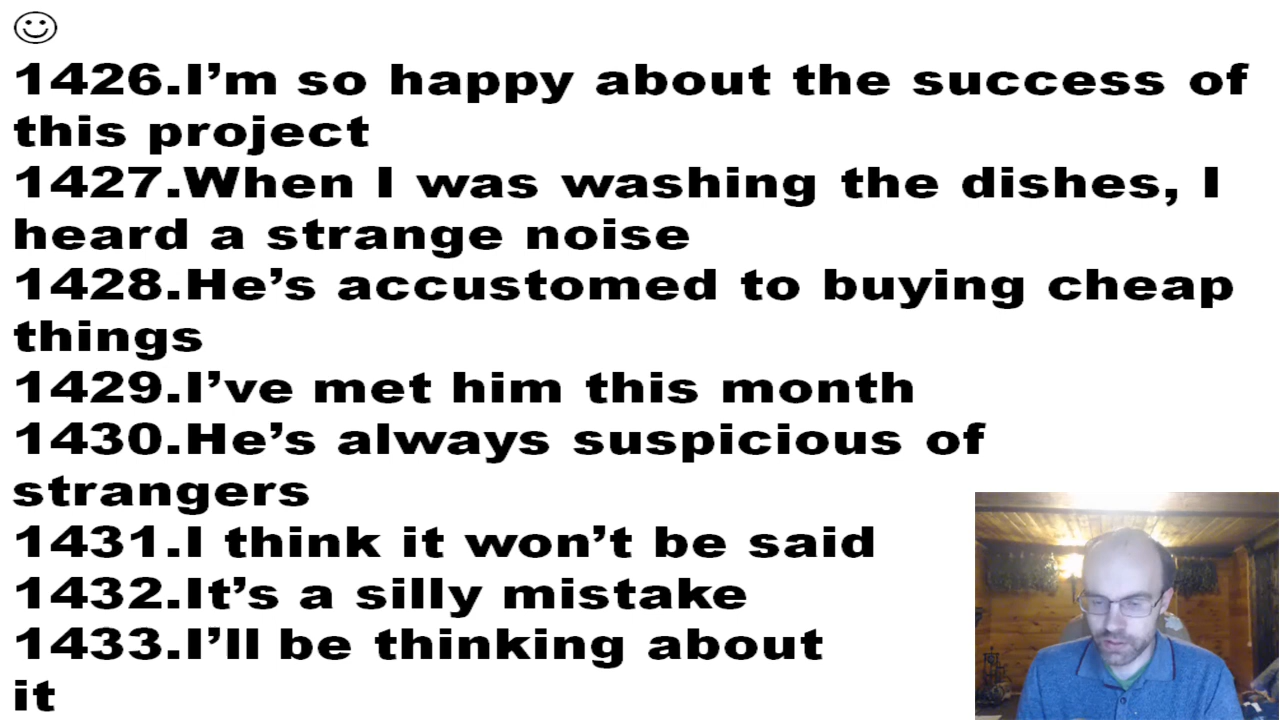 1426.I’m so happy about the success of
this project
1427.When I was washing the dishes, I
heard a strange noise
1428.He’s accustomed to buying cheap
things
1429.I’ve met him this month
1430.He’s always suspicious of
strangers
1431.I think it won’t be said
1432.It’s a silly mistake
1433.I’ll be thinking about
it